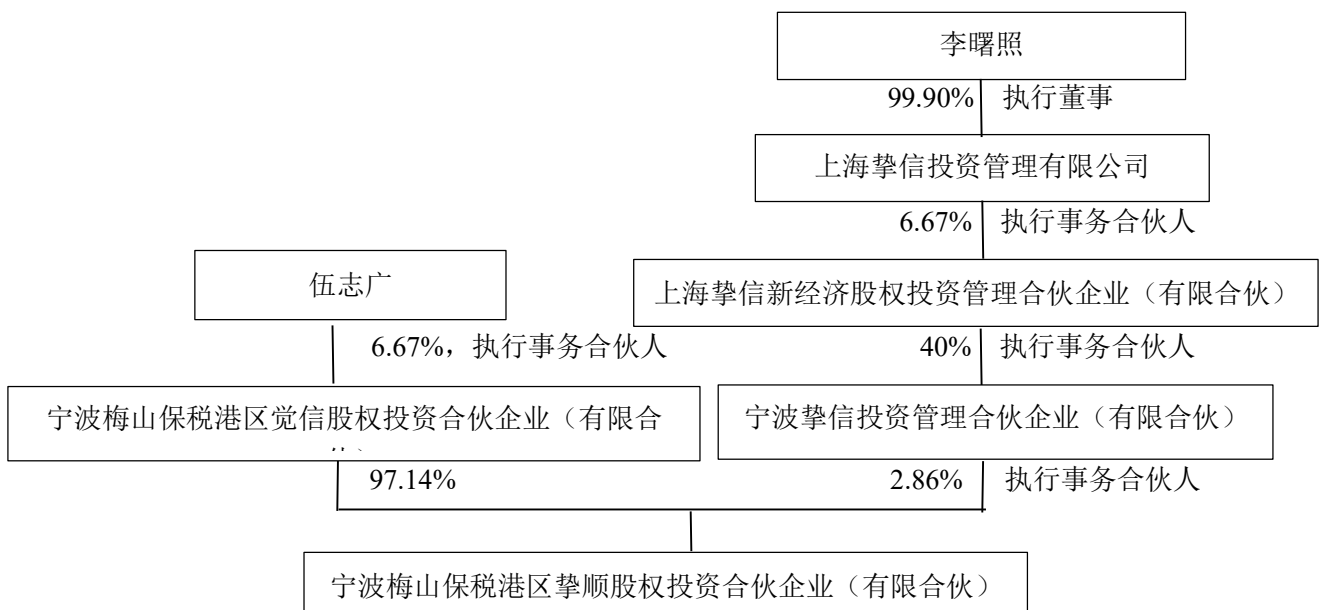 李曙照
99.90% 执行董事
上海挚信投资管理有限公司
6.67% 执行事务合伙人
伍志广
上海挚信新经济股权投资管理合伙企业（有限合伙）
6.67%，执行事务合伙人
40% 执行事务合伙人
宁波梅山保税港区觉信股权投资合伙企业（有限合
宁波挚信投资管理合伙企业（有限合伙）
97.14%
2.86% 执行事务合伙人
宁波梅山保税港区挚顺股权投资合伙企业（有限合伙）